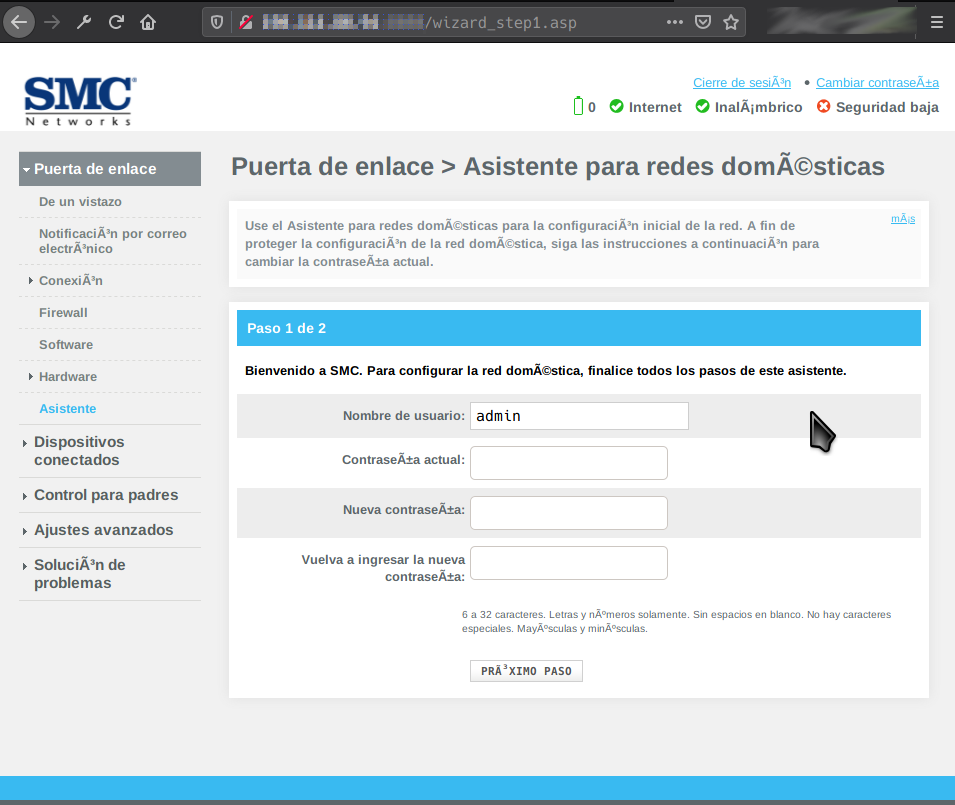 /wizard_step1.asp
SMC®
Networks
Cierre de sesiÃ³n • Cambiar contraseÃ±a
0 Internet InalÃ¡mbrico Seguridad baja
Puerta de enlace
De un vistazo
NotificaciÃ³n por correo
electrÃ³nico
ConexiÃ³n
Firewall
Software
Hardware
Asistente
Dispositivos
conectados
Control para padres
Ajustes avanzados
SoluciÃ³n de
problemas
Puerta de enlace > Asistente para redes domÃ©sticas
mÃ¡s
Use el Asistente para redes domÃ©sticas para la configuraciÃ³n inicial de la red. A fin de
proteger la configuraciÃ³n de la red domÃ©stica, siga las instrucciones a continuaciÃ³n para
cambiar la contraseÃ±a actual.
Paso 1 de 2
Bienvenido a SMC. Para configurar la red domÃ©stica, finalice todos los pasos de este asistente.
Nombre de usuario: admin
ContraseÃ±a actual:
Nueva contraseÃ±a:
Vuelva a ingresar la nueva
contraseÃ±a:
6 a 32 caracteres. Letras y nÃºmeros solamente. Sin espacios en blanco. No hay caracteres
especiales. MayÃºsculas y minÃºsculas.
PRÃ³XIMO PASO